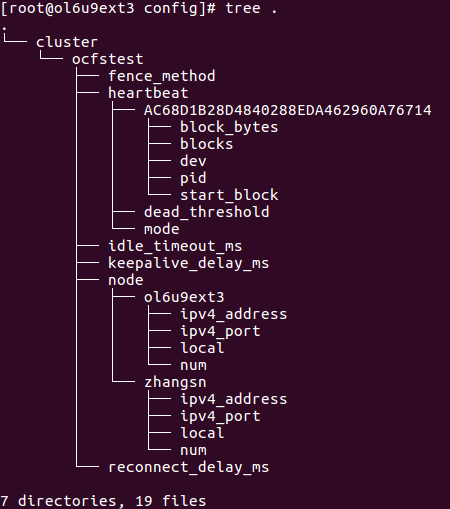 [root@ol6u9ext3 config]# tree .
.
└── cluster
    └── ocfstest
        ├── fence_method
        ├── heartbeat
        │   ├── AC68D1B28D4840288EDA462960A76714
        │   │   ├── block_bytes
        │   │   ├── blocks
        │   │   ├── dev
        │   │   ├── pid
        │   │   └── start_block
        │   ├── dead_threshold
        │   └── mode
        ├── idle_timeout_ms
        ├── keepalive_delay_ms
        ├── node
        │   ├── ol6u9ext3
        │   │   ├── ipv4_address
        │   │   ├── ipv4_port
        │   │   ├── local
        │   │   └── num
        │   └── zhangsn
        │       ├── ipv4_address
        │       ├── ipv4_port
        │       ├── local
        │       └── num
        └── reconnect_delay_ms
7 directories, 19 files